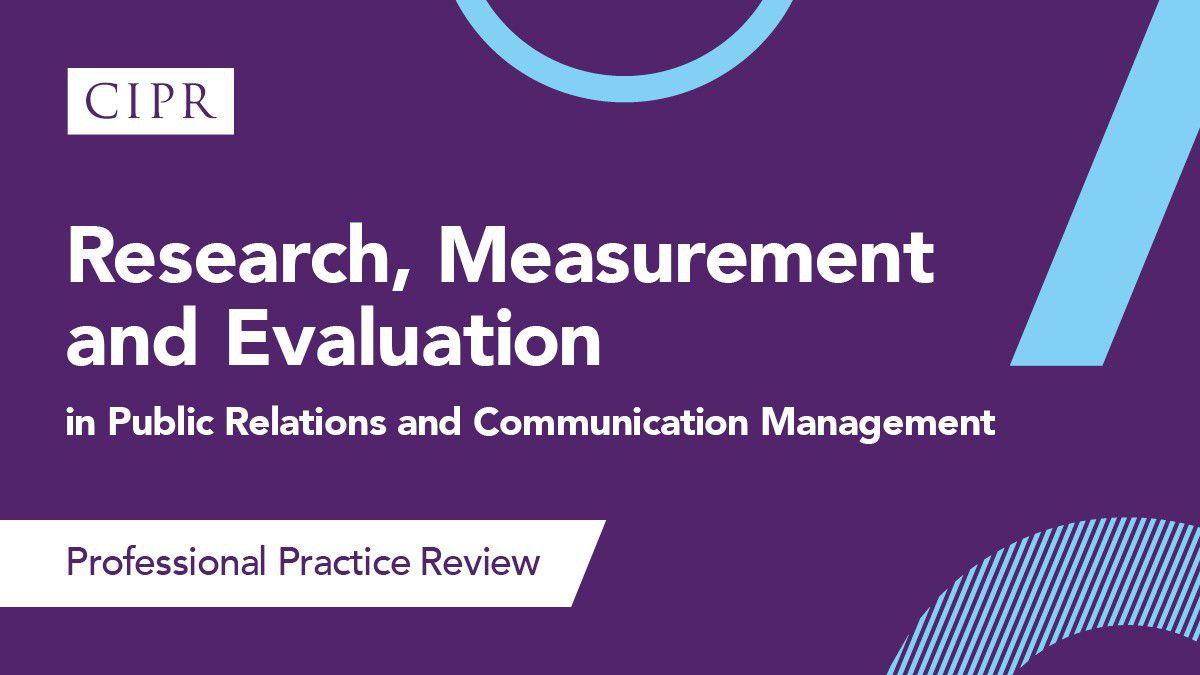 CIPR
Research, Measurement
and Evaluation
in Public Relations and Communication Management
Professional Practice Review